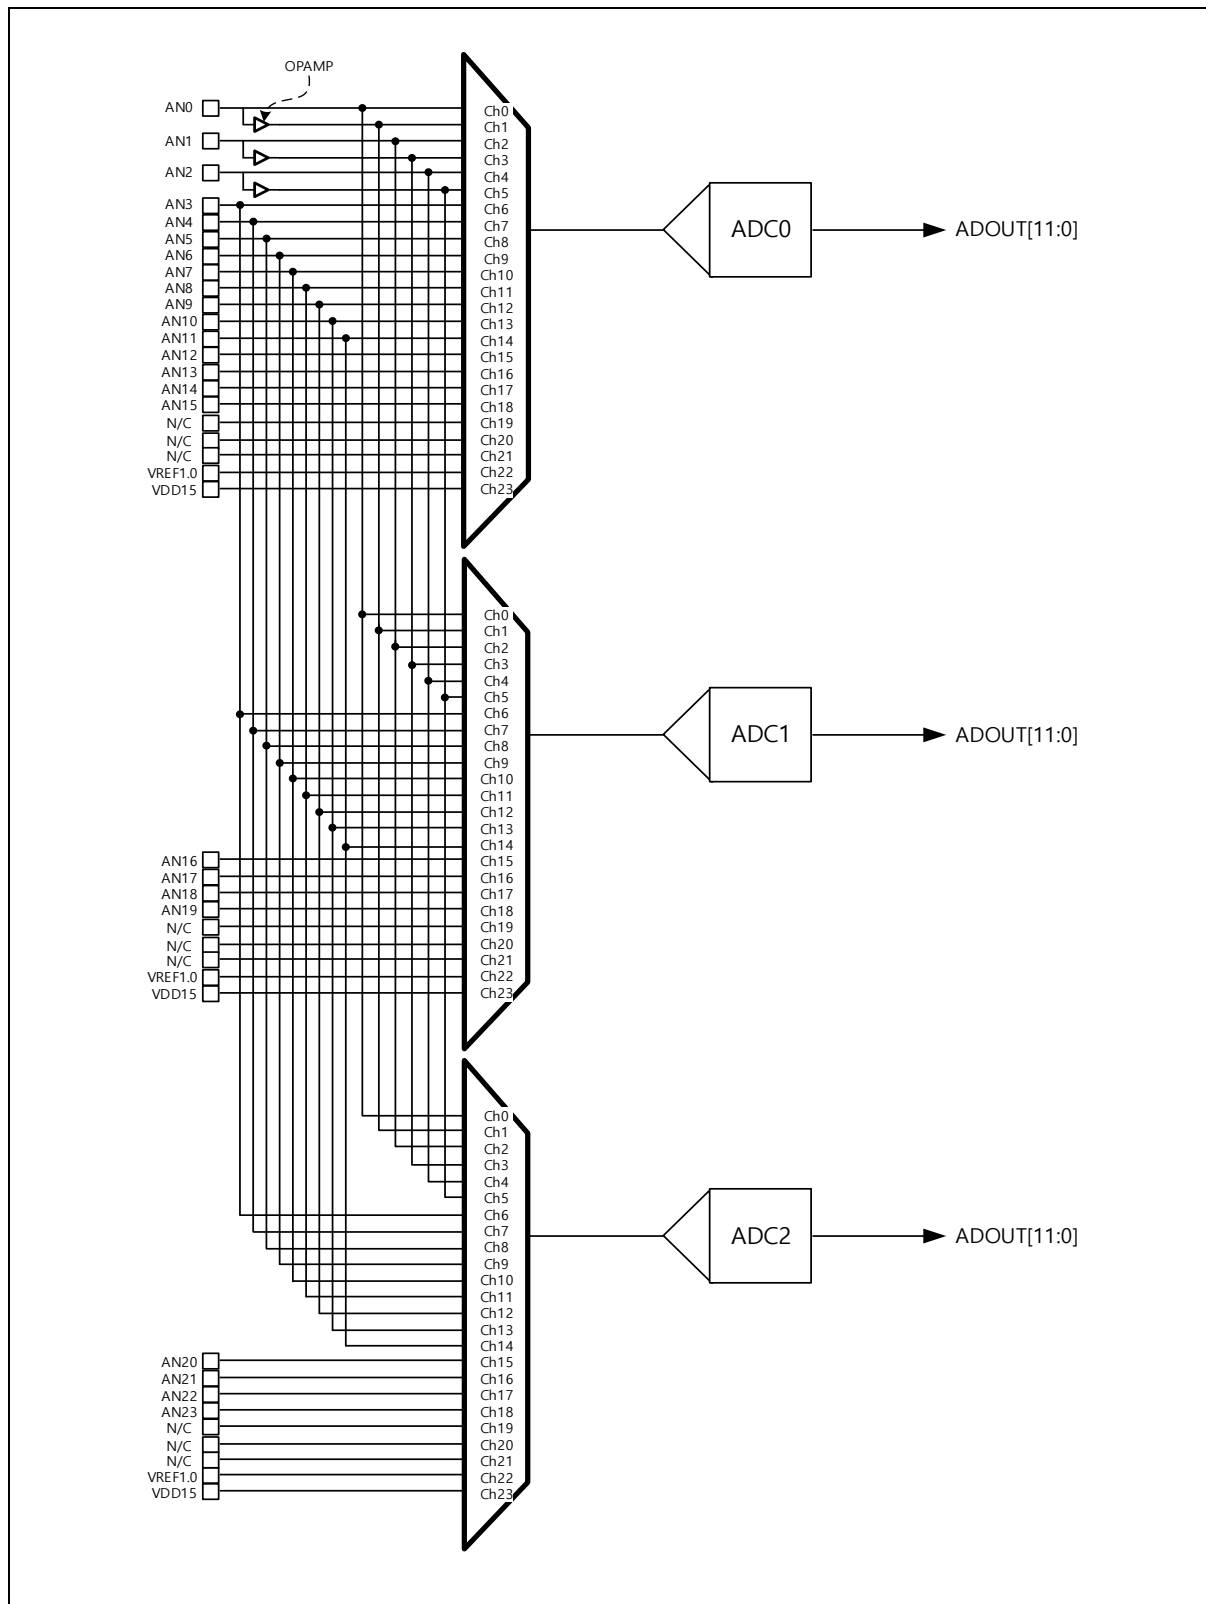 OPAMP
AN0 Ch0
Ch1
AN1 Ch2
Ch3
AN2 Ch4
Ch5
AN3 Ch6
AN4 Ch7
AN5 Ch8
AN6 Ch9
AN7 Ch10
AN8 Ch11
AN9 Ch12
AN10 Ch13
AN11 Ch14
AN12 Ch15
AN13 Ch16
AN14 Ch17
AN15 Ch18
N/C Ch19
N/C Ch20
N/C Ch21
VREF1.0 Ch22
VDD15 Ch23
ADC0 ADOUT[11:0]
Ch0
Ch1
Ch2
Ch3
Ch4
Ch5
Ch6
Ch7
Ch8
Ch9
Ch10
Ch11
Ch12
Ch13
Ch14
AN16 Ch15
AN17 Ch16
AN18 Ch17
AN19 Ch18
N/C Ch19
N/C Ch20
N/C Ch21
VREF1.0 Ch22
VDD15 Ch23
ADC1 ADOUT[11:0]
Ch0
Ch1
Ch2
Ch3
Ch4
Ch5
Ch6
Ch7
Ch8
Ch9
Ch10
Ch11
Ch12
Ch13
Ch14
AN20 Ch15
AN21 Ch16
AN22 Ch17
AN23 Ch18
N/C Ch19
N/C Ch20
N/C Ch21
VREF1.0 Ch22
VDD15 Ch23
ADC2 ADOUT[11:0]